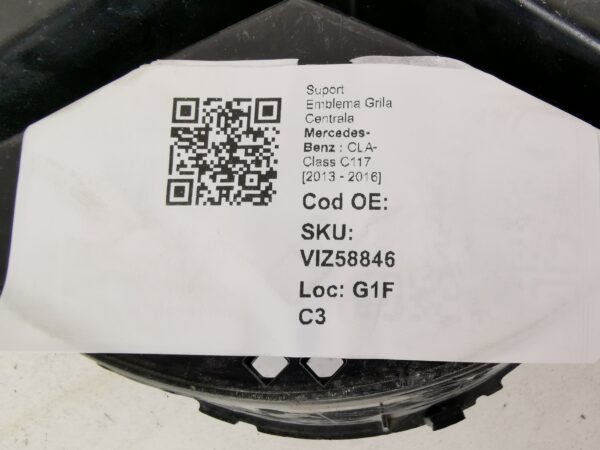 Suport
Emblema Grila
Centrala
Mercedes-
Benz : CLA-
Class C117
[2013 - 2016]
Cod OE:
SKU:
VIZ58846
Loc: G1F
C3